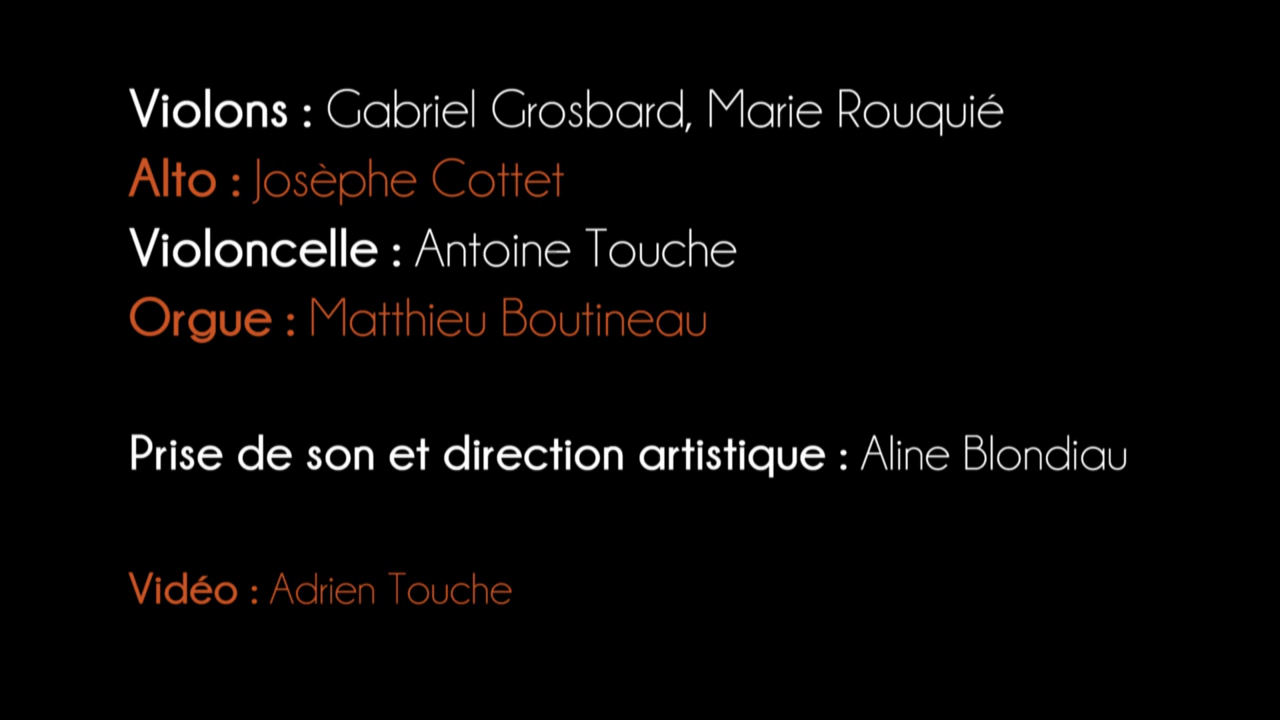 Violons : Gabriel Grosbard, Marie Rouquié
Alto : Josèphe Cottet
Violoncelle : Antoine Touche
Orgue : Matthieu Boutineau
Prise de son et direction artistique : Aline Blondiau
Vidéo : Adrien Touche